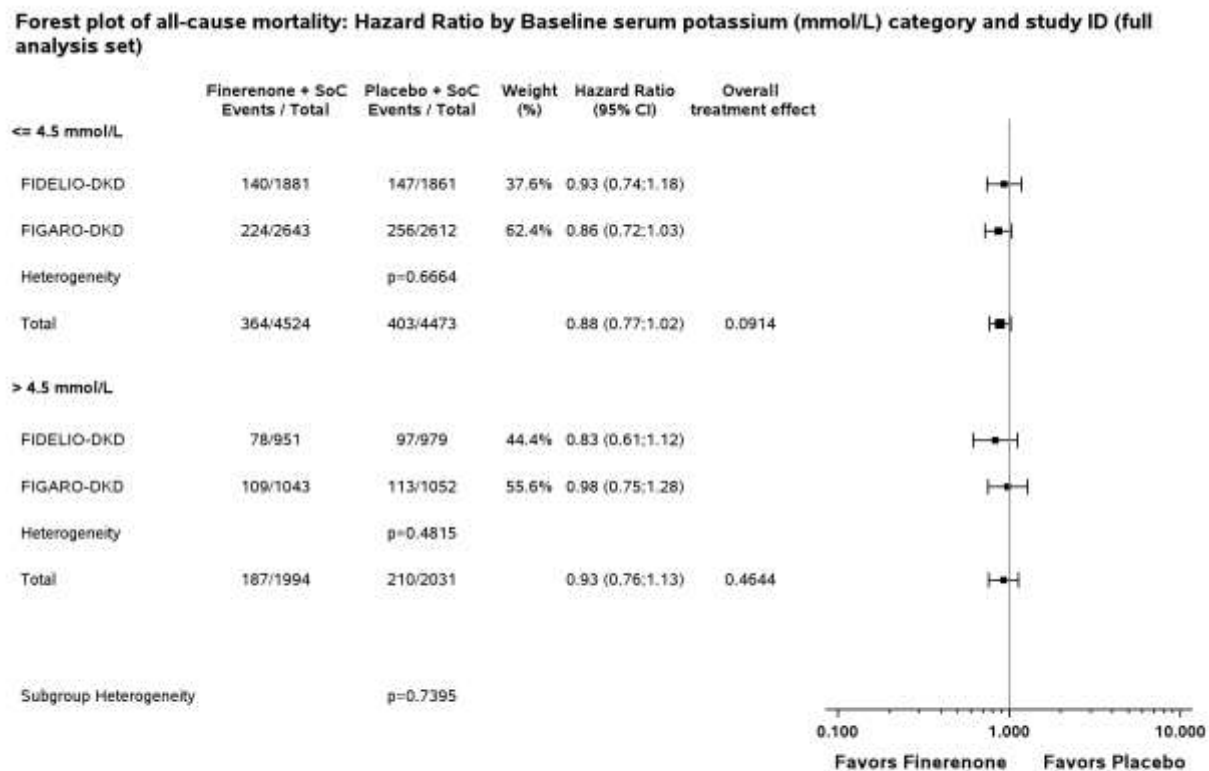 Forest plot of all-cause mortality: Hazard Ratio by Baseline serum potassium (mmol/L) category and study ID (full
analysis set)
Finerenone + SoC Placebo + SoC Weight Hazard Ratio Overall
Events / Total Events / Total (%) (95% CI) treatment effect
<= 4.5 mmol/L
FIDELIO-DKD 140/1881 147/1861 37.6% 0.93 (0.74;1.18)
FIGARO-DKD 224/2643 256/2612 62.4% 0.86 (0.72;1.03)
Heterogeneity p=0.6664
Total 364/4524 403/4473 0.88 (0.77;1.02) 0.0914
> 4.5 mmol/L
FIDELIO-DKD 78/951 97/979 44.4% 0.83 (0.61;1.12)
FIGARO-DKD 109/1043 113/1052 55.6% 0.98 (0.75;1.28)
Heterogeneity p=0.4815
Total 187/1994 210/2031 0.93 (0.76;1.13) 0.4644
Subgroup Heterogeneity p=0.7395
0.100 1.000 10.000
Favors Finerenone Favors Placebo